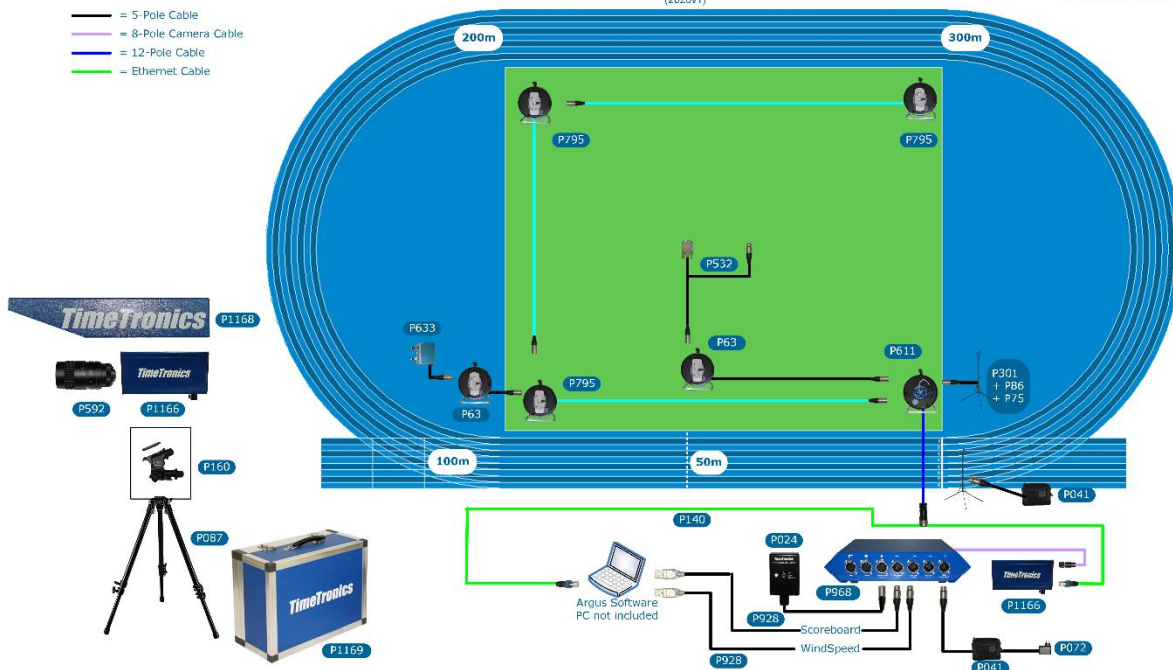 (2020v1)
= 5-Pole Cable
= 8-Pole Camera Cable
= 12-Pole Cable
= Ethernet Cable
200m
300m
P795
P795
P532
TimeTronics
P1168
P633
P63
P611
TimeTronics
P592
P1166
P63
P795
P301
+ P86
+ P75
P160
100m
50m
P041
P087
P140
TimeTronics
P024
P968
TimeTronics
P1166
Argus Software
PC not included
P928
Scoreboard
WindSpeed
P928
P072
P041
P1169